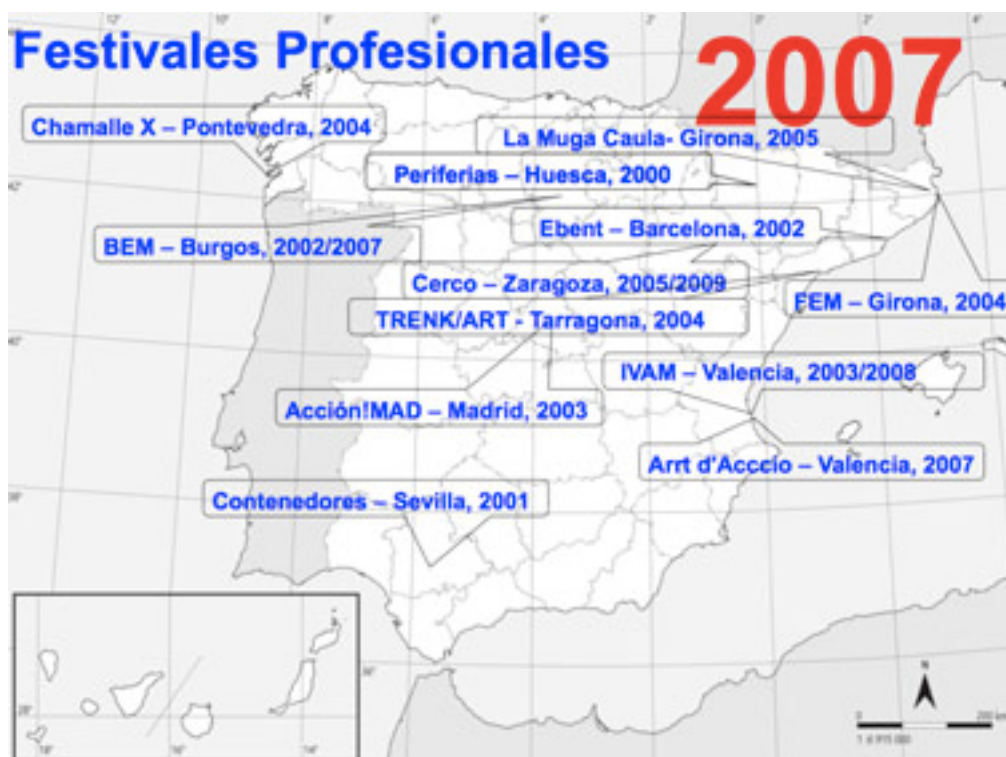 Festivales Profesionales
2007
Chamalle X – Pontevedra, 2004
La Muga Caula- Girona, 2005
Periferias – Huesca, 2000
Ebent – Barcelona, 2002
BEM – Burgos, 2002/2007
Cerco – Zaragoza, 2005/2009
FEM – Girona, 2004
TRENK/ART - Tarragona, 2004
IVAM – Valencia, 2003/2008
Acción!MAD – Madrid, 2003
Arrt d'Acccio – Valencia, 2007
Contenedores – Sevilla, 2001
N